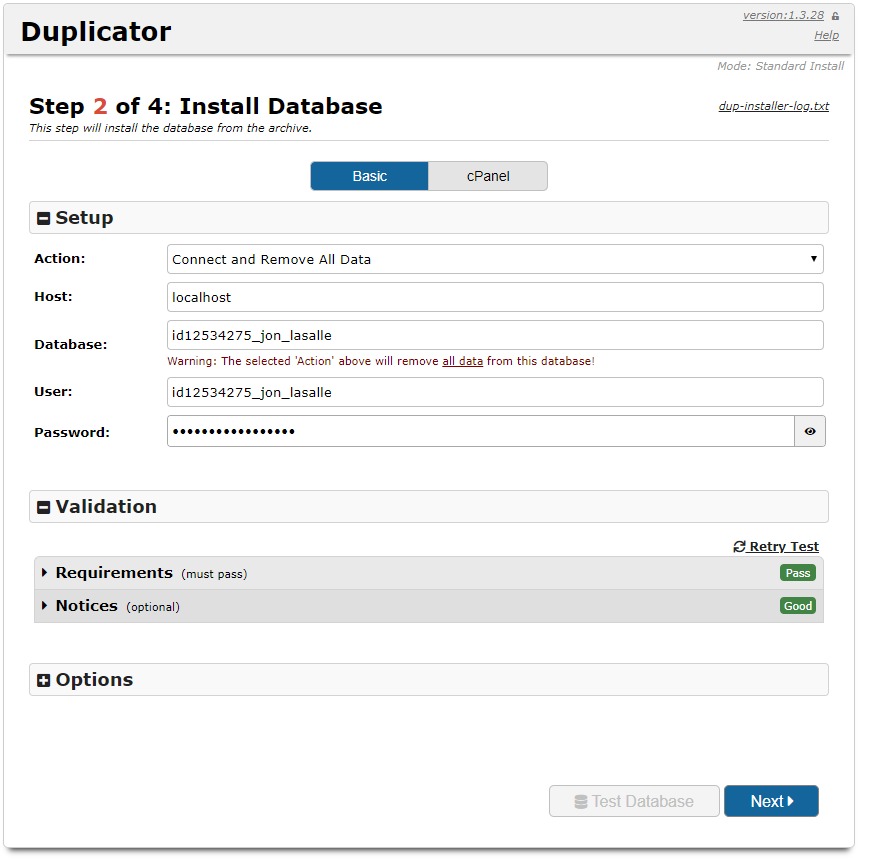 Duplicator
version:1.3.28
Help
Mode: Standard Install
Step 2 of 4: Install Database
dup-installer-log.txt
This step will install the database from the archive.
Basic
cPanel
Setup
Action:
Connect and Remove All Data
Host:
localhost
Database:
id12534275_jon_lasalle
Warning: The selected 'Action' above will remove all data from this database!
User:
id12534275_jon_lasalle
Password:
•••••••••••••••••
Validation
Retry Test
Requirements (must pass)
Pass
Notices (optional)
Good
Options
Test Database
Next